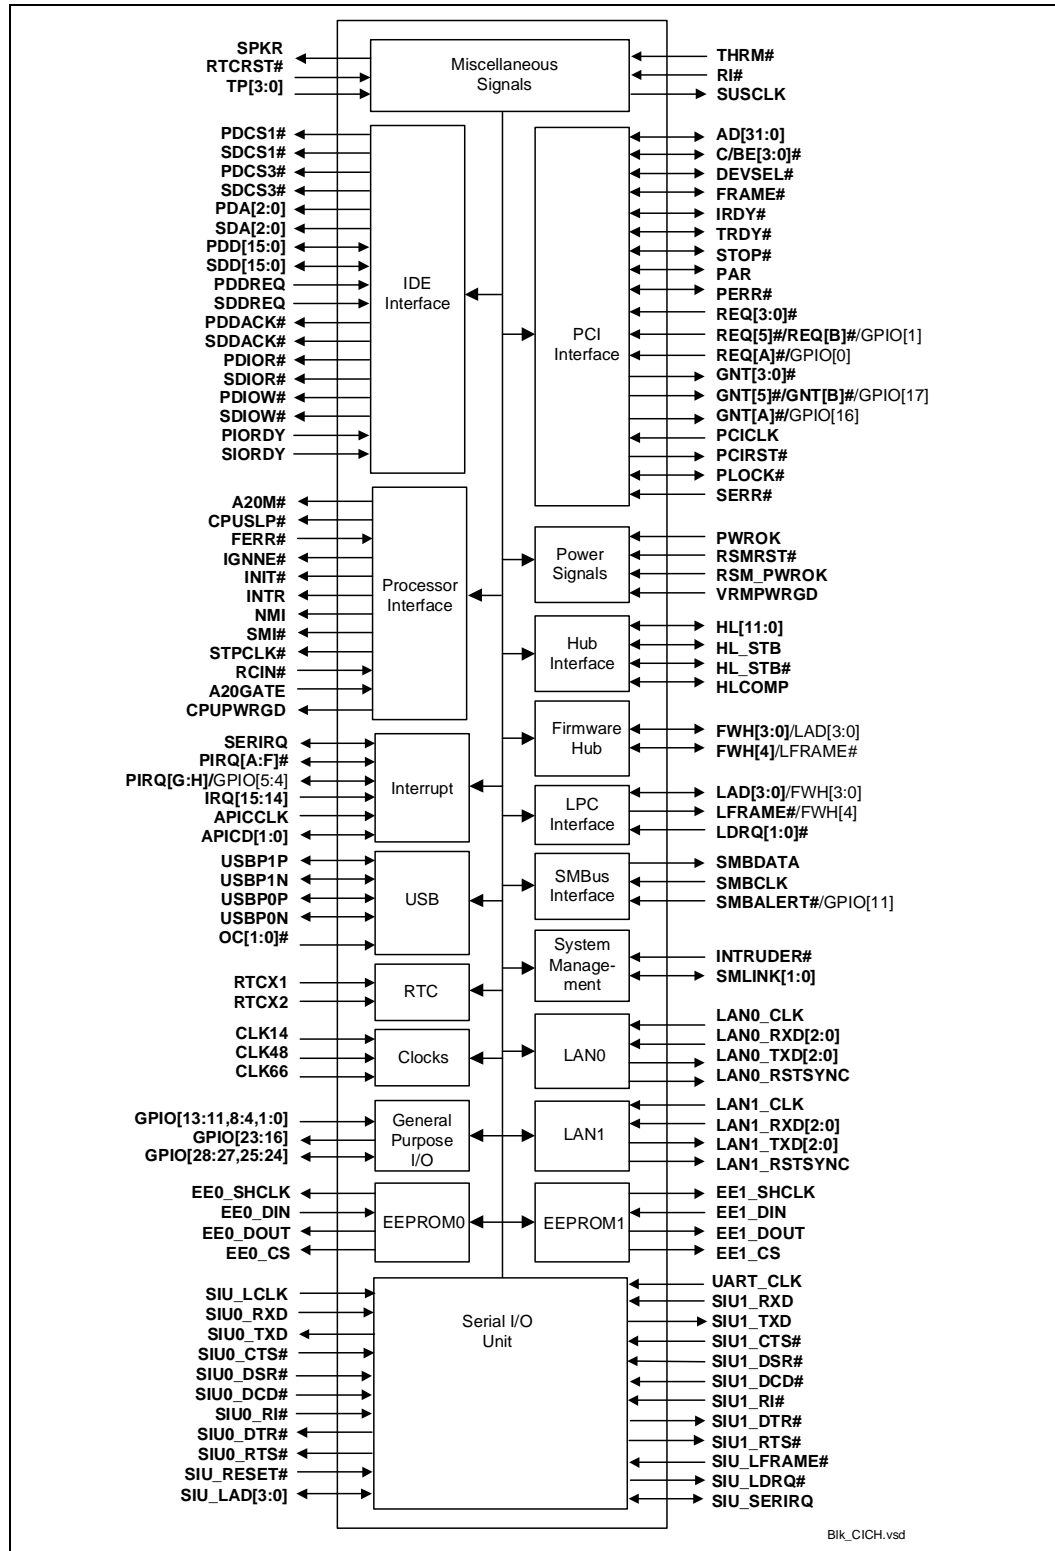 SPKR
RTCRST#
TP[3:0]
Miscellaneous
Signals
THRM#
RI#
SUSCLK
PDCS1#
SDCS1#
PDCS3#
SDCS3#
PDA[2:0]
SDA[2:0]
PDD[15:0]
SDD[15:0]
PDDREQ
SDDREQ
PDDACK#
SDDACK#
PDIOR#
SDIOR#
PDIOW#
SDIOW#
PIORDY
SIORDY
IDE
Interface
PCI
Interface
AD[31:0]
C/BE[3:0]#
DEVSEL#
FRAME#
IRDY#
TRDY#
STOP#
PAR
PERR#
REQ[3:0]#
REQ[5]#/REQ[B]#/GPIO[1]
REQ[A]#/GPIO[0]
GNT[3:0]#
GNT[5]#/GNT[B]#/GPIO[17]
GNT[A]#/GPIO[16]
PCICLK
PCIRST#
PLOCK#
SERR#
A20M#
CPUSLP#
FERR#
IGNNE#
INIT#
INTR
NMI
SMI#
STPCLK#
RCIN#
A20GATE
CPUPWRGD
Processor
Interface
Power
Signals
PWROK
RSMRST#
RSM_PWROK
VRMPWRGD
Hub
Interface
HL[11:0]
HL_STB
HL_STB#
HLCOMP
Firmware
Hub
FWH[3:0]/LAD[3:0]
FWH[4]/LFRAME#
SERIRQ
PIRQ[A:F]#
PIRQ[G:H]/GPIO[5:4]
IRQ[15:14]
APICCLK
APICD[1:0]
Interrupt
LPC
Interface
LAD[3:0]/FWH[3:0]
LFRAME#/FWH[4]
LDRQ[1:0]#
USBP1P
USBP1N
USBP0P
USBP0N
OC[1:0]#
USB
SMBus
Interface
SMBDATA
SMBCLK
SMBALERT#/GPIO[11]
System
Manage-
ment
INTRUDER#
SMLINK[1:0]
RTCX1
RTCX2
RTC
CLK14
CLK48
CLK66
Clocks
LAN0
LAN0_CLK
LAN0_RXD[2:0]
LAN0_TXD[2:0]
LAN0_RSTSYNC
GPIO[13:11,8:4,1:0]
GPIO[23:16]
GPIO[28:27,25:24]
General
Purpose
I/O
LAN1
LAN1_CLK
LAN1_RXD[2:0]
LAN1_TXD[2:0]
LAN1_RSTSYNC
EE0_SHCLK
EE0_DIN
EE0_DOUT
EE0_CS
EEPROM0
EEPROM1
EE1_SHCLK
EE1_DIN
EE1_DOUT
EE1_CS
SIU_LCLK
SIU0_RXD
SIU0_TXD
SIU0_CTS#
SIU0_DSR#
SIU0_DCD#
SIU0_RI#
SIU0_DTR#
SIU0_RTS#
SIU_RESET#
SIU_LAD[3:0]
Serial I/O
Unit
UART_CLK
SIU1_RXD
SIU1_TXD
SIU1_CTS#
SIU1_DSR#
SIU1_DCD#
SIU1_RI#
SIU1_DTR#
SIU1_RTS#
SIU_LFRAME#
SIU_LDRQ#
SIU_SERIRQ
Blk_CICH.vsd